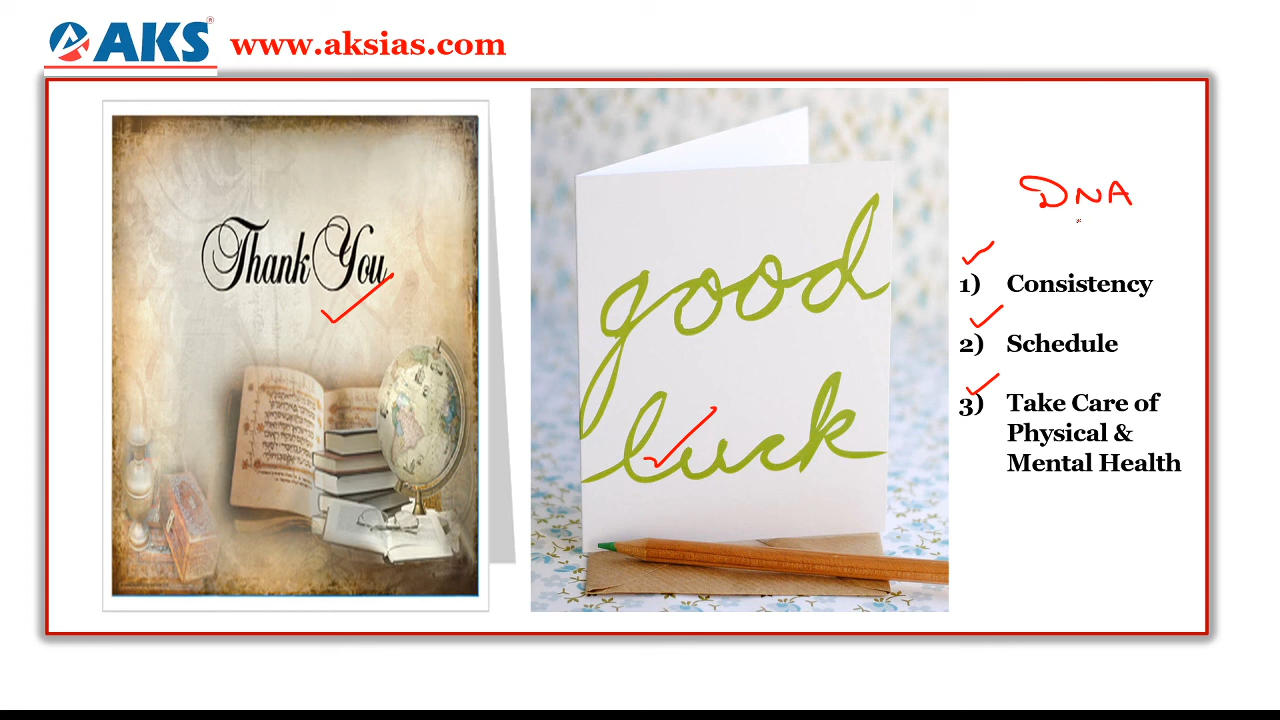 AKS®
www.aksias.com
Thank You
good
luck
DNA
1) Consistency
2) Schedule
3) Take Care of
Physical &
Mental Health